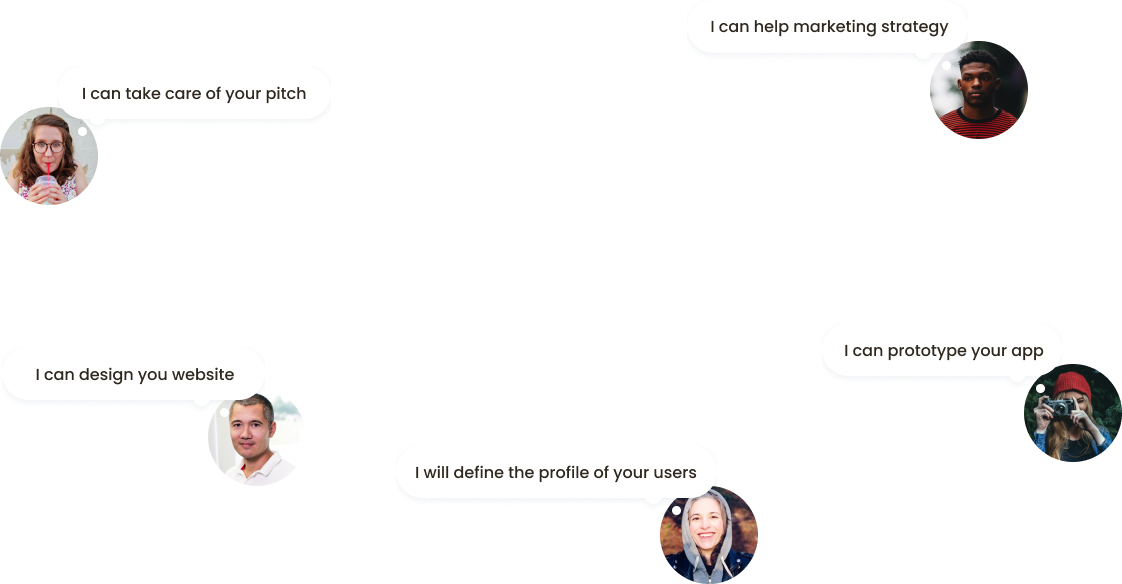 I can help marketing strategy
I can take care of your pitch
I can prototype your app
I can design you website
I will define the profile of your users